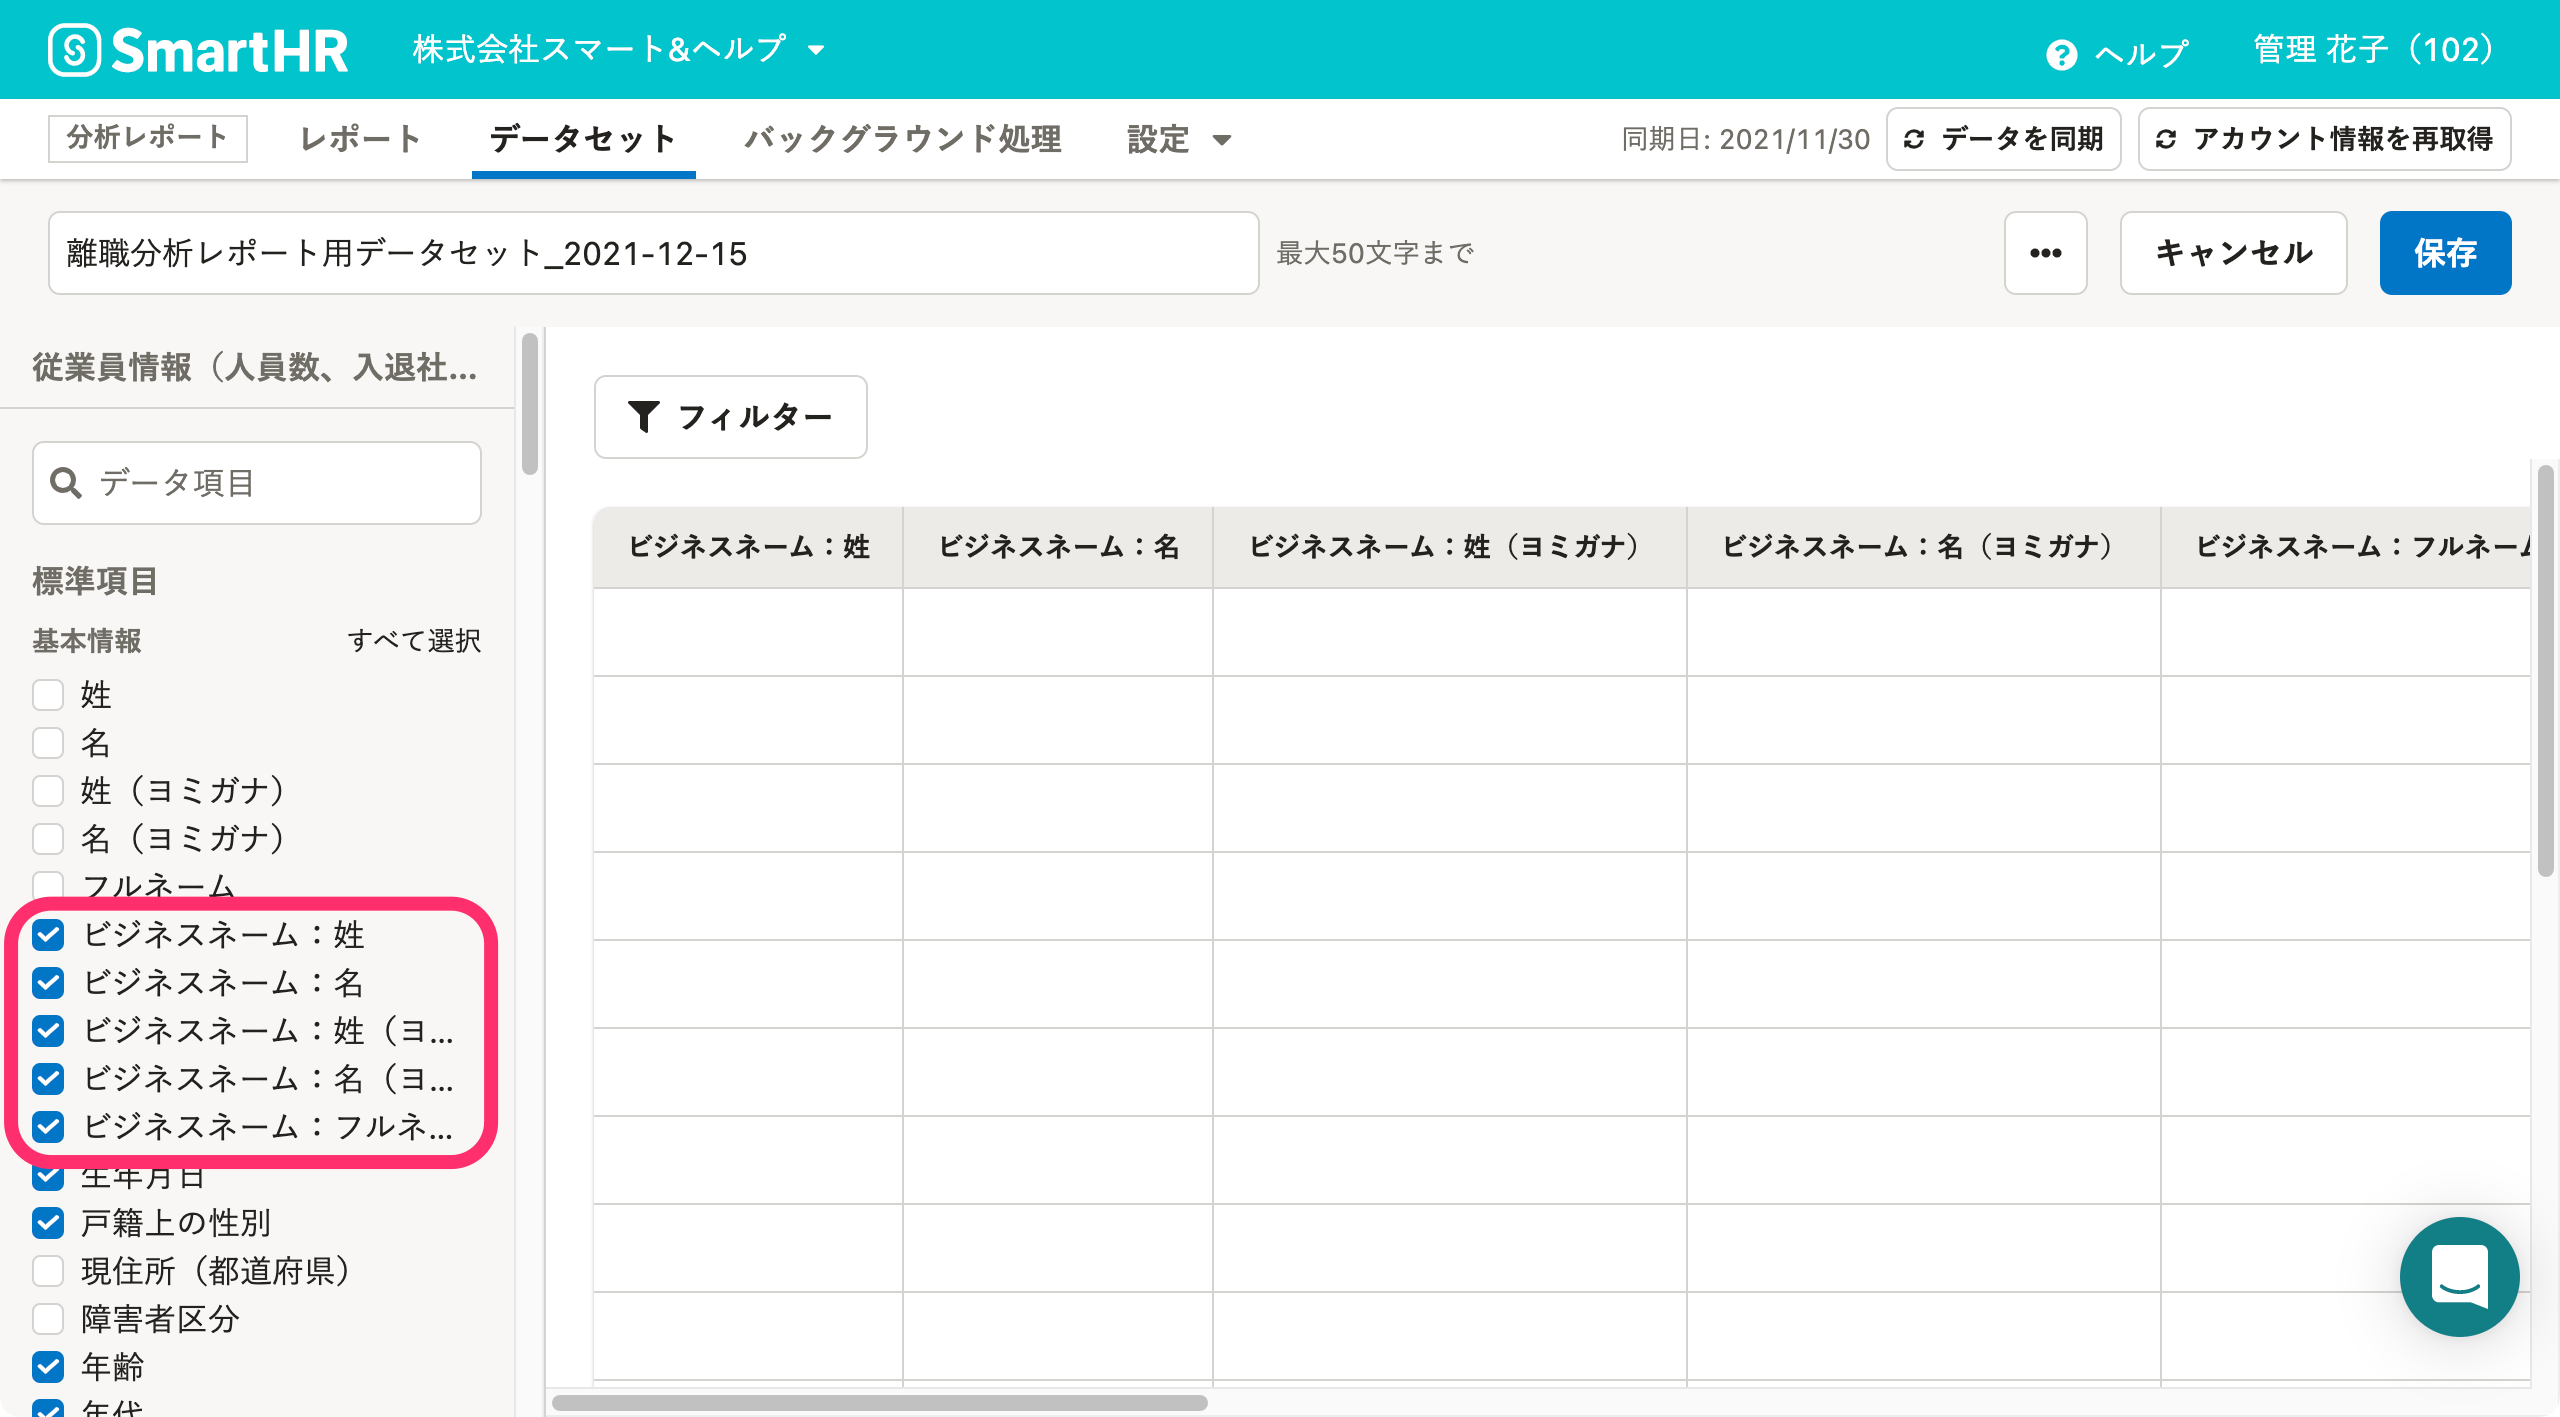 SmartHR 株式会社スマート&ヘルプ ヘルプ 管理 花子（102）
分析レポート レポート データセット バックグラウンド処理 設定 同期日: 2021/11/30 データを同期 アカウント情報を再取得
離職分析レポート用データセット_2021-12-15 最大50文字まで ••• キャンセル 保存
従業員情報（人員数、入退社...
データ項目
標準項目
基本情報 すべて選択
姓
名
姓（ヨミガナ）
名（ヨミガナ）
フルネーム
ビジネスネーム：姓
ビジネスネーム：名
ビジネスネーム：姓（ヨ...
ビジネスネーム：名（ヨ...
ビジネスネーム：フルネ...
生年月日
戸籍上の性別
現住所（都道府県）
障害者区分
年齢
年代
フィルター
ビジネスネーム：姓 ビジネスネーム：名 ビジネスネーム：姓（ヨミガナ） ビジネスネーム：名（ヨミガナ） ビジネスネーム：フルネーム